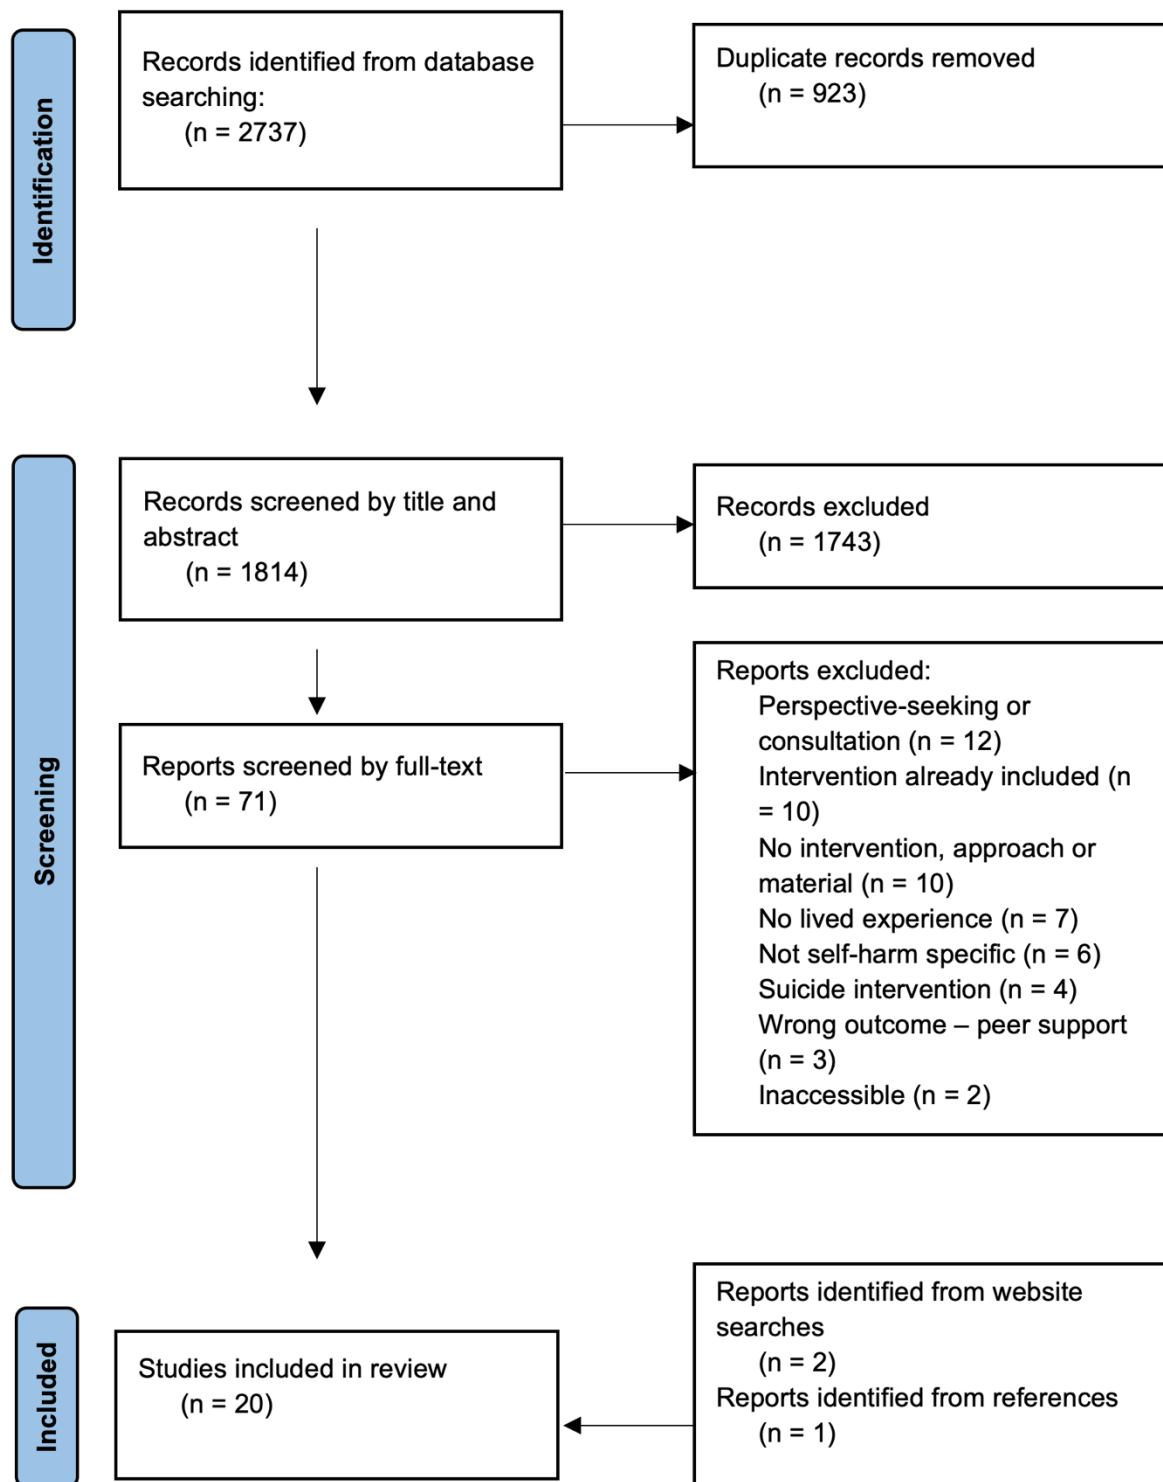 Identification
Records identified from database
searching:
(n = 2737)
Duplicate records removed
(n = 923)
Screening
Records screened by title and
abstract
(n = 1814)
Records excluded
(n = 1743)
Reports screened by full-text
(n = 71)
Reports excluded:
Perspective-seeking or
consultation (n = 12)
Intervention already included (n
= 10)
No intervention, approach or
material (n = 10)
No lived experience (n = 7)
Not self-harm specific (n = 6)
Suicide intervention (n = 4)
Wrong outcome – peer support
(n = 3)
Inaccessible (n = 2)
Included
Studies included in review
(n = 20)
Reports identified from website
searches
(n = 2)
Reports identified from references
(n = 1)